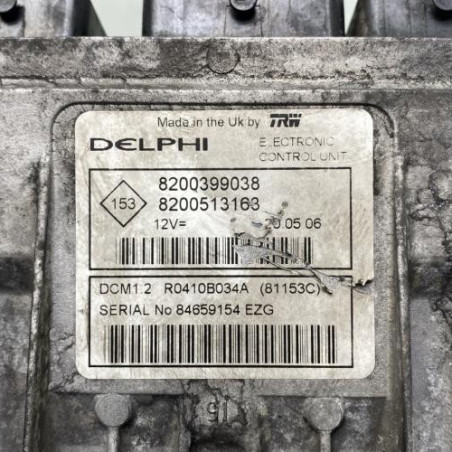 Made in the Uk by TRW
DELPHI ELECTRONIC
CONTROL UNIT
153
8200399038
8200513163
12V= 20.05 06
DCM1.2 R0410B034A (81153C)
SERIAL No 84659154 EZG